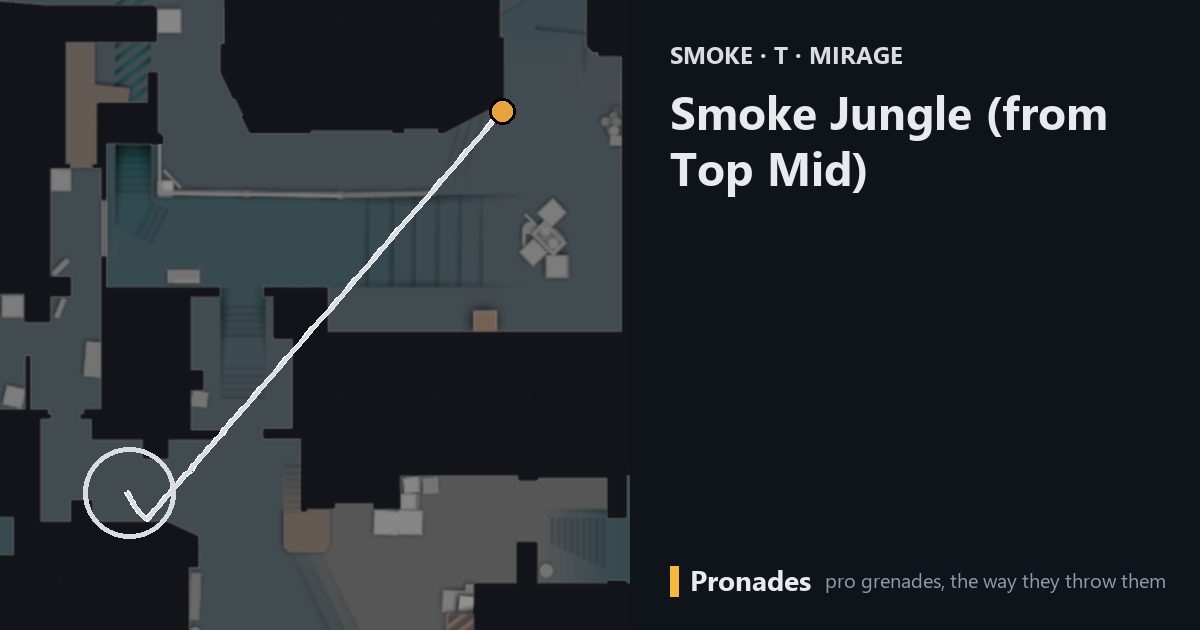 SMOKE · T · MIRAGE
Smoke Jungle (from
Top Mid)
Pronades pro grenades, the way they throw them